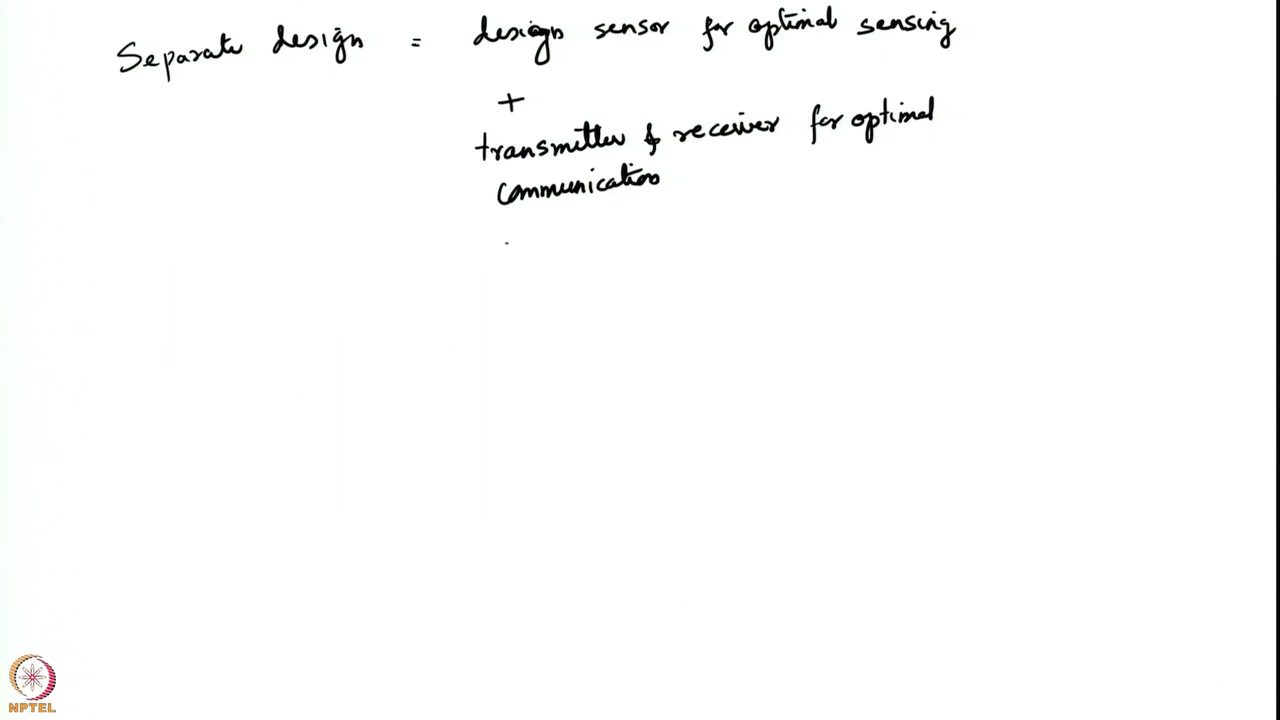 Separate design = design sensor for optimal sensing
+
transmitter & receiver for optimal
communication
NPTEL